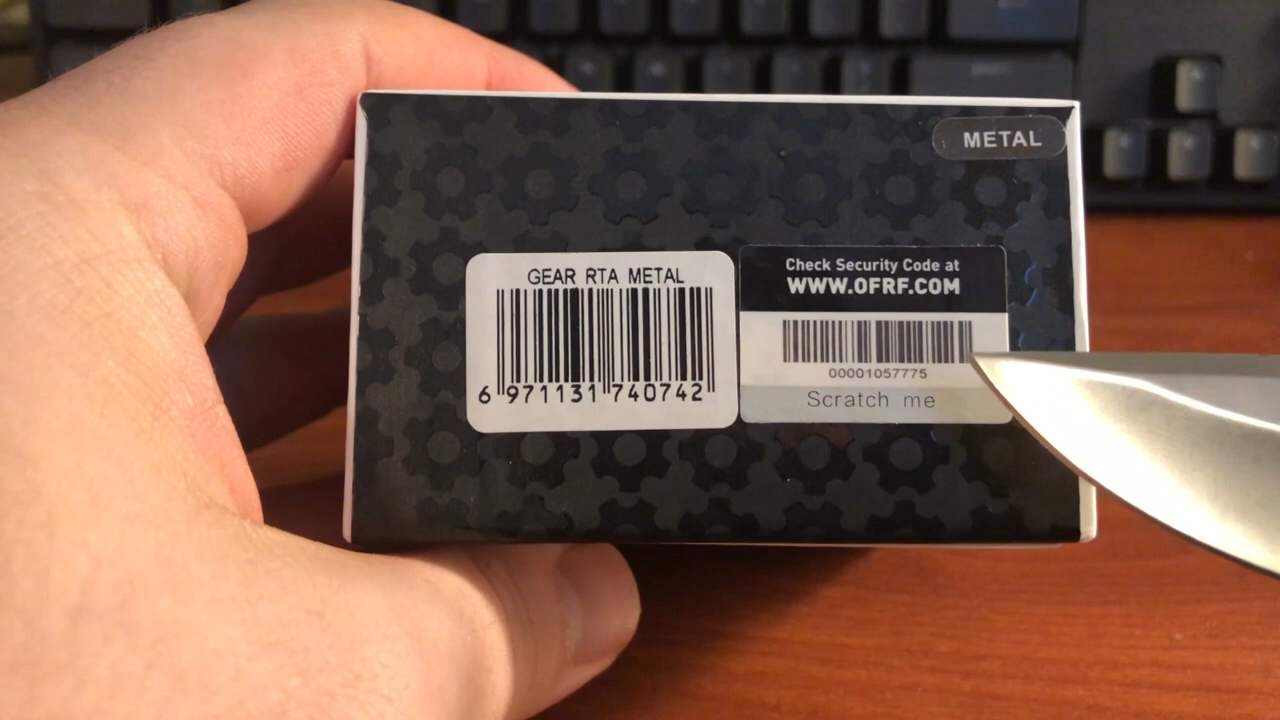 METAL
GEAR RTA METAL
6 971131 740742
Check Security Code at
WWW.OFRF.COM
00001057775
Scratch me